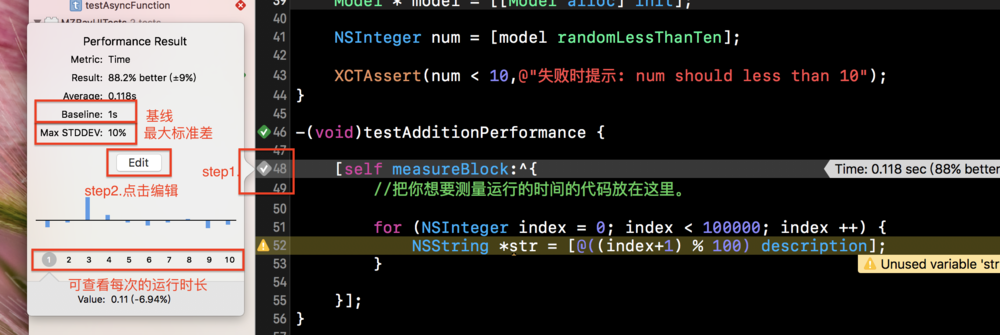 testAsyncFunction
Performance Result
Metric: Time
Result: 88.2% better (±9%)
Average: 0.118s
Baseline: 1s 基线
Max STDDEV: 10% 最大标准差
Edit
step1.
step2.点击编辑
1 2 3 4 5 6 7 8 9 10
可查看每次的运行时长
Value: 0.11 (-6.94%)
39 Model * model = [[Model alloc] init];
40
41 NSInteger num = [model randomLessThanTen];
42
43 XCTAssert(num < 10,@"失败时提示: num should less than 10");
44 }
45
46 -(void)testAdditionPerformance {
47
48 [self measureBlock:^{ Time: 0.118 sec (88% better
49 //把你想要测量运行的时间的代码放在这里。
50
51 for (NSInteger index = 0; index < 100000; index ++) {
52 NSString *str = [@((index+1) % 100) description];
53 } Unused variable 'str
54
55 }];
56 }